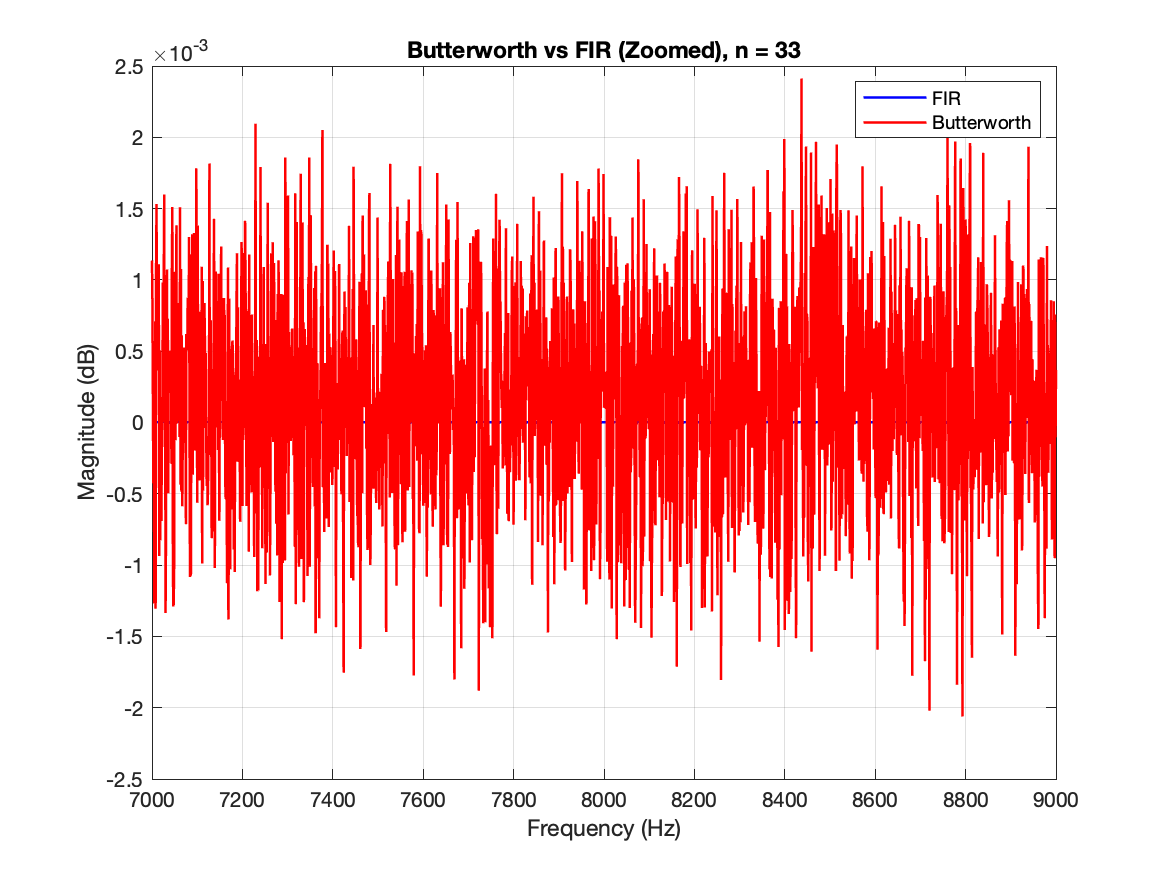 ×10-3
Butterworth vs FIR (Zoomed), n = 33
FIR
Butterworth
2.5
2
1.5
1
0.5
0
-0.5
-1
-1.5
-2
-2.5
Magnitude (dB)
7000 7200 7400 7600 7800 8000 8200 8400 8600 8800 9000
Frequency (Hz)